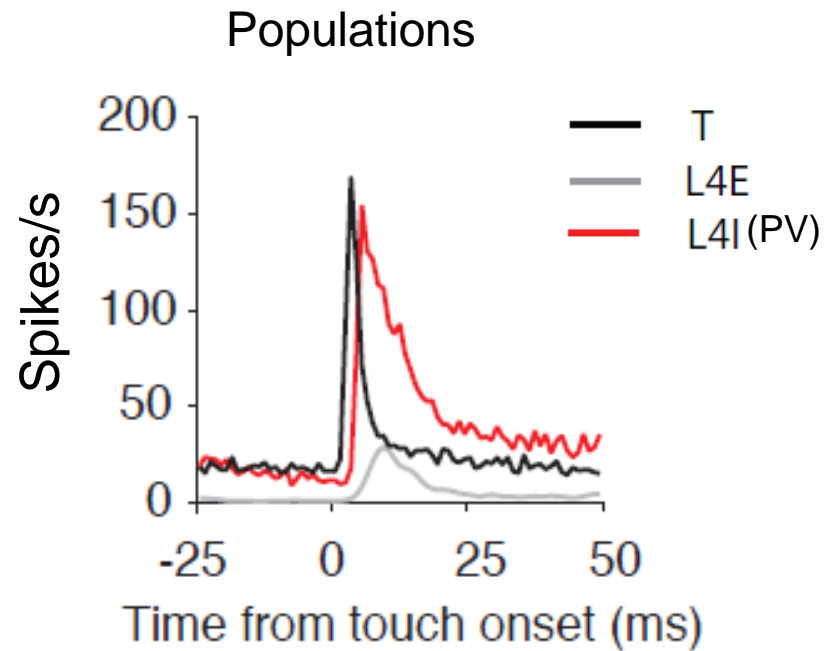 Populations
Spikes/s
200
150
100
50
0
T
L4E
L4I (PV)
-25 0 25 50
Time from touch onset (ms)